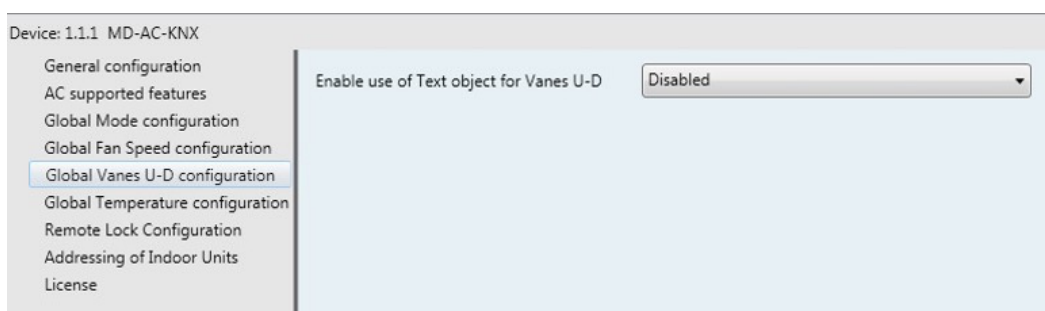 Device: 1.1.1 MD-AC-KNX
General configuration
AC supported features
Global Mode configuration
Global Fan Speed configuration
Global Vanes U-D configuration
Global Temperature configuration
Remote Lock Configuration
Addressing of Indoor Units
License
Enable use of Text object for Vanes U-D Disabled